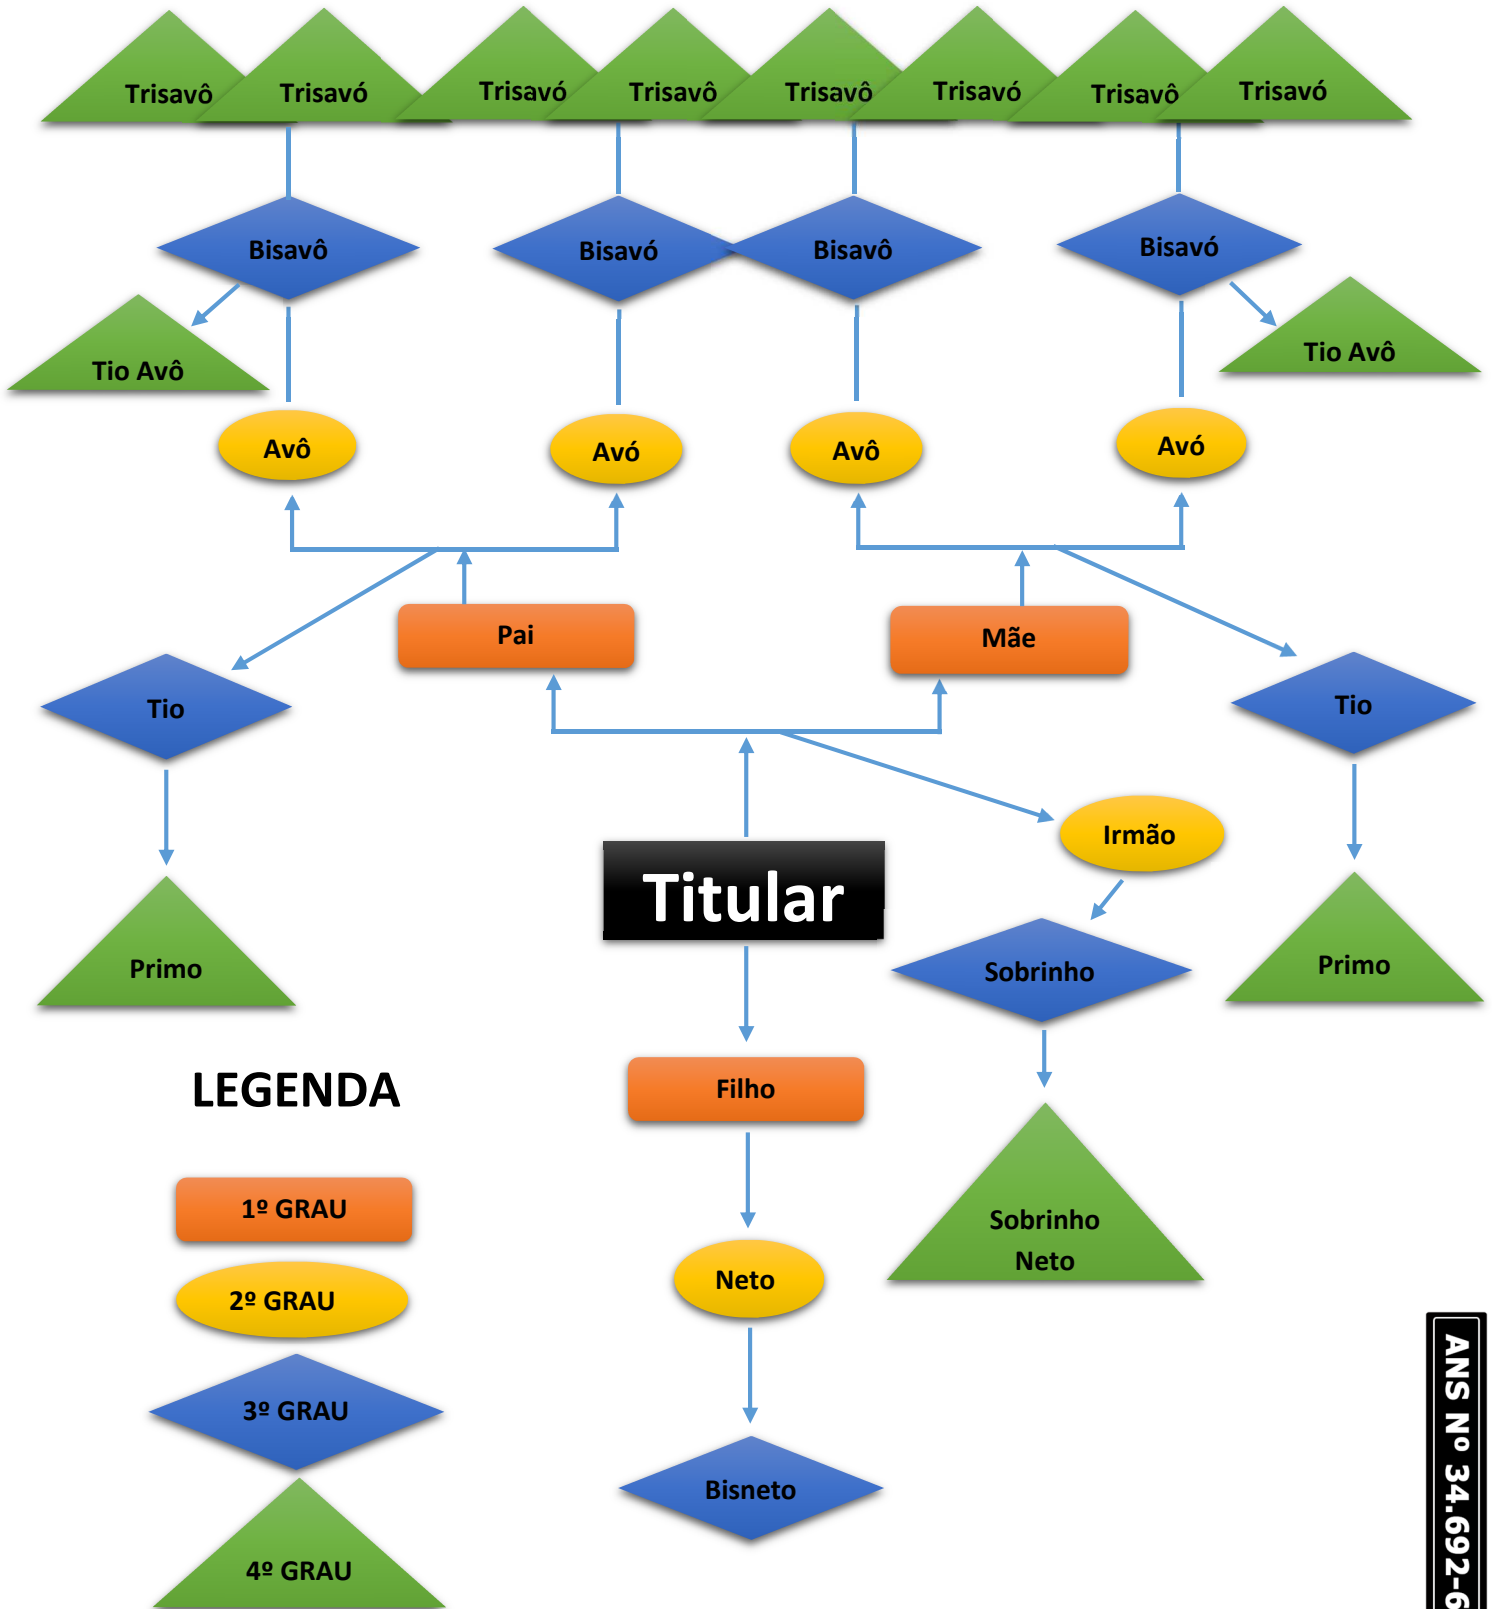 Trisavô
Trisavó
Trisavó
Trisavô
Trisavô
Trisavó
Trisavô
Trisavó
Bisavô
Bisavó
Bisavô
Bisavó
Tio Avô
Tio Avô
Avô
Avó
Avô
Avó
Pai
Mãe
Tio
Tio
Irmão
Titular
Primo
Sobrinho
Primo
Filho
LEGENDA
1º GRAU
Sobrinho
Neto
Neto
2º GRAU
3º GRAU
Bisneto
4º GRAU
ANS Nº 34.692-6